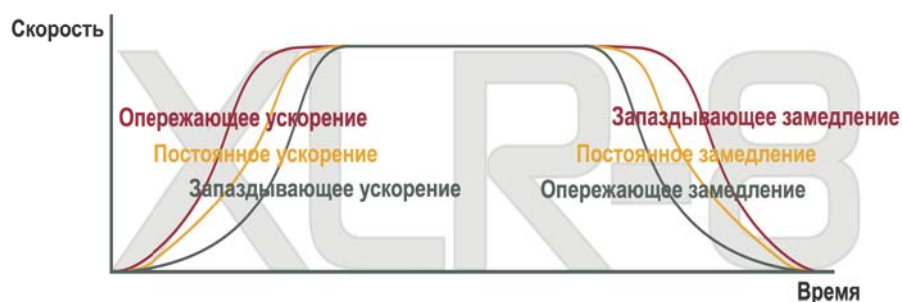 Скорость
Опережающее ускорение
Запаздывающее замедление
Постоянное ускорение
Постоянное замедление
Запаздывающее ускорение
Опережающее замедление
XLR-8
Время